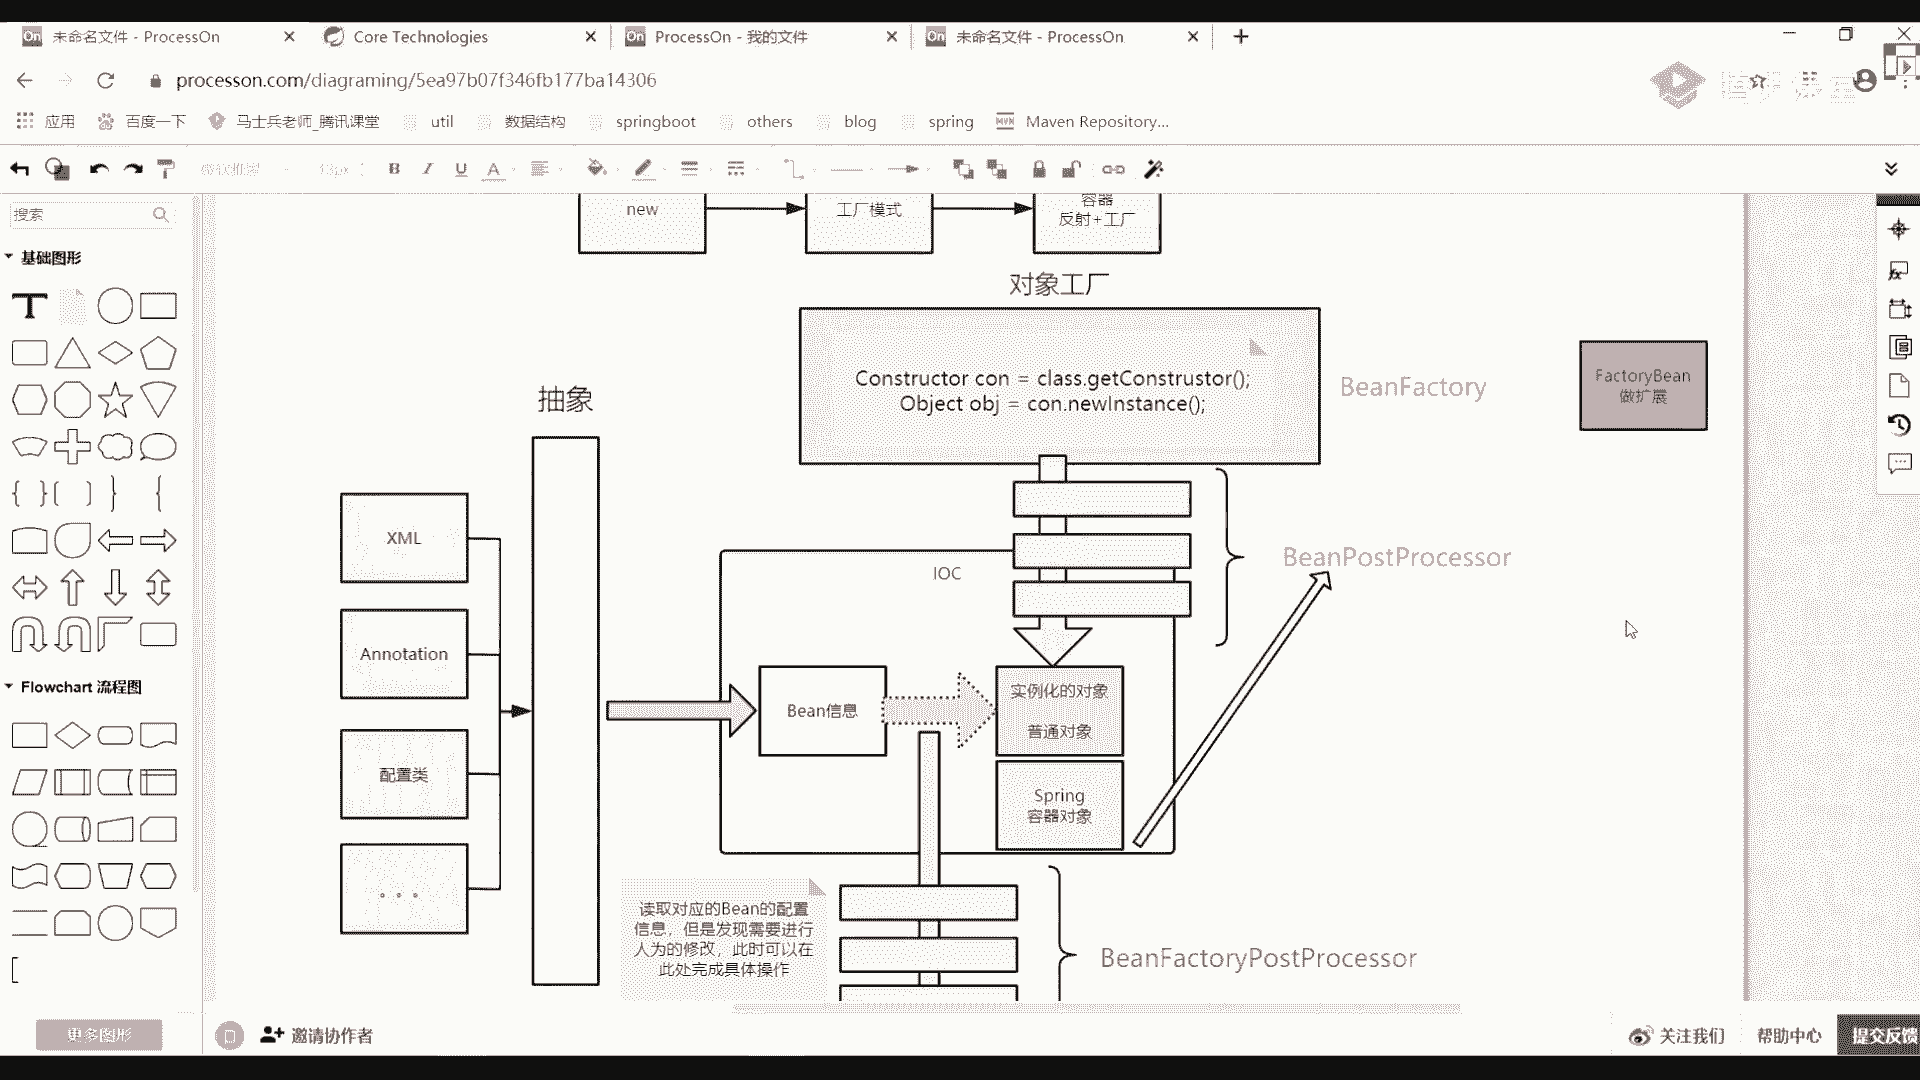 未命名文件 - ProcessOn
Core Technologies
ProcessOn - 我的文件
未命名文件 - ProcessOn
processon.com/diagraming/5ea97b07f346fb177ba14306
应用
百度一下
马士兵老师_腾讯课堂
util
数据结构
springboot
others
blog
spring
Maven Repository...
搜索
基础图形
Flowchart 流程图
更多图形
new
工厂模式
容器
反射+工厂
对象工厂
Constructor con = class.getConstrustor();
Object obj = con.newInstance();
BeanFactory
FactoryBean
做扩展
抽象
XML
Annotation
配置类
。。。
IOC
BeanPostProcessor
Bean信息
实例化的对象
普通对象
Spring
容器对象
读取对应的Bean的配置
信息，但是发现需要进行
人为的修改，此时可以在
此处完成具体操作
BeanFactoryPostProcessor
邀请协作者
关注我们
帮助中心
提交反馈